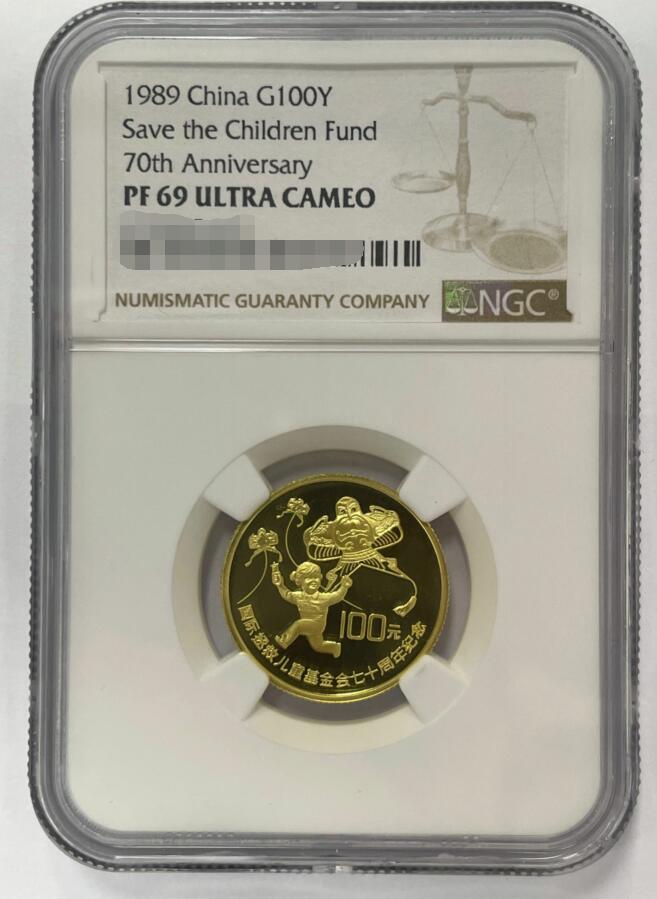 1989 China G100Y
Save the Children Fund
70th Anniversary
PF 69 ULTRA CAMEO
NUMISMATIC GUARANTY COMPANY
NGC®
100元
国际拯救儿童基金会七十周年纪念